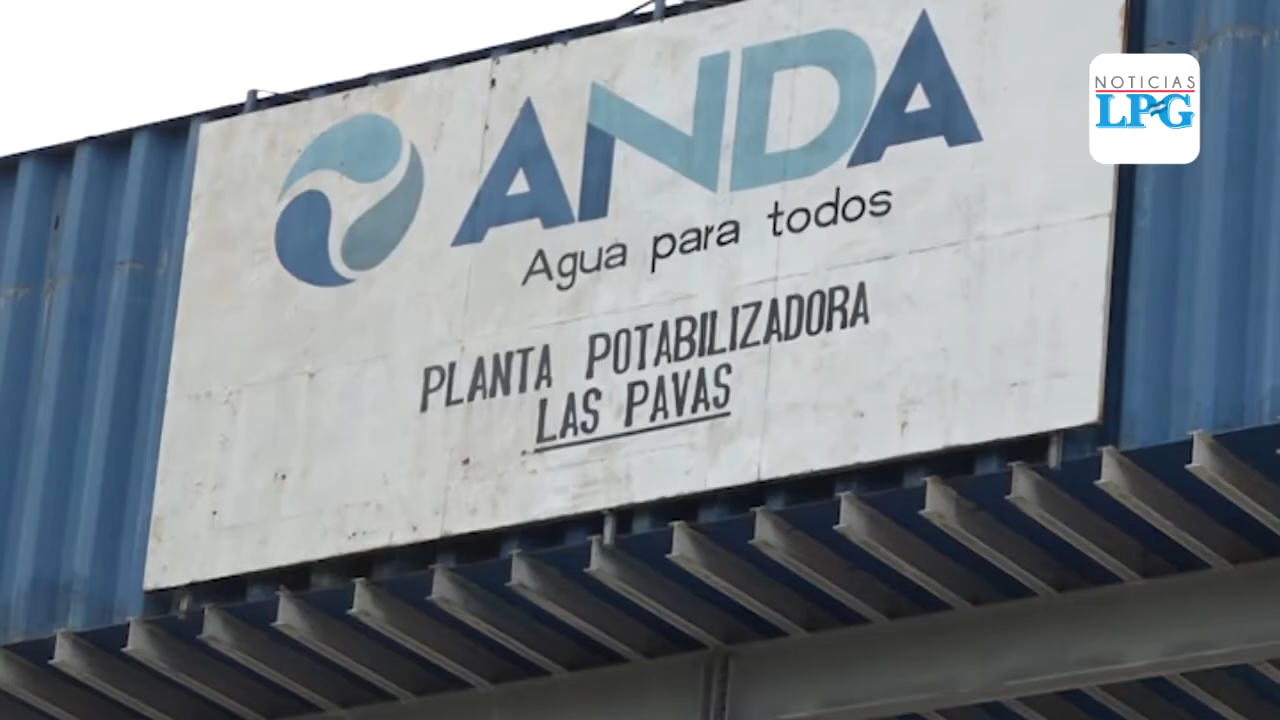 NOTICIAS
LPG
ANDA
Agua para todos
PLANTA POTABILIZADORA
LAS PAVAS